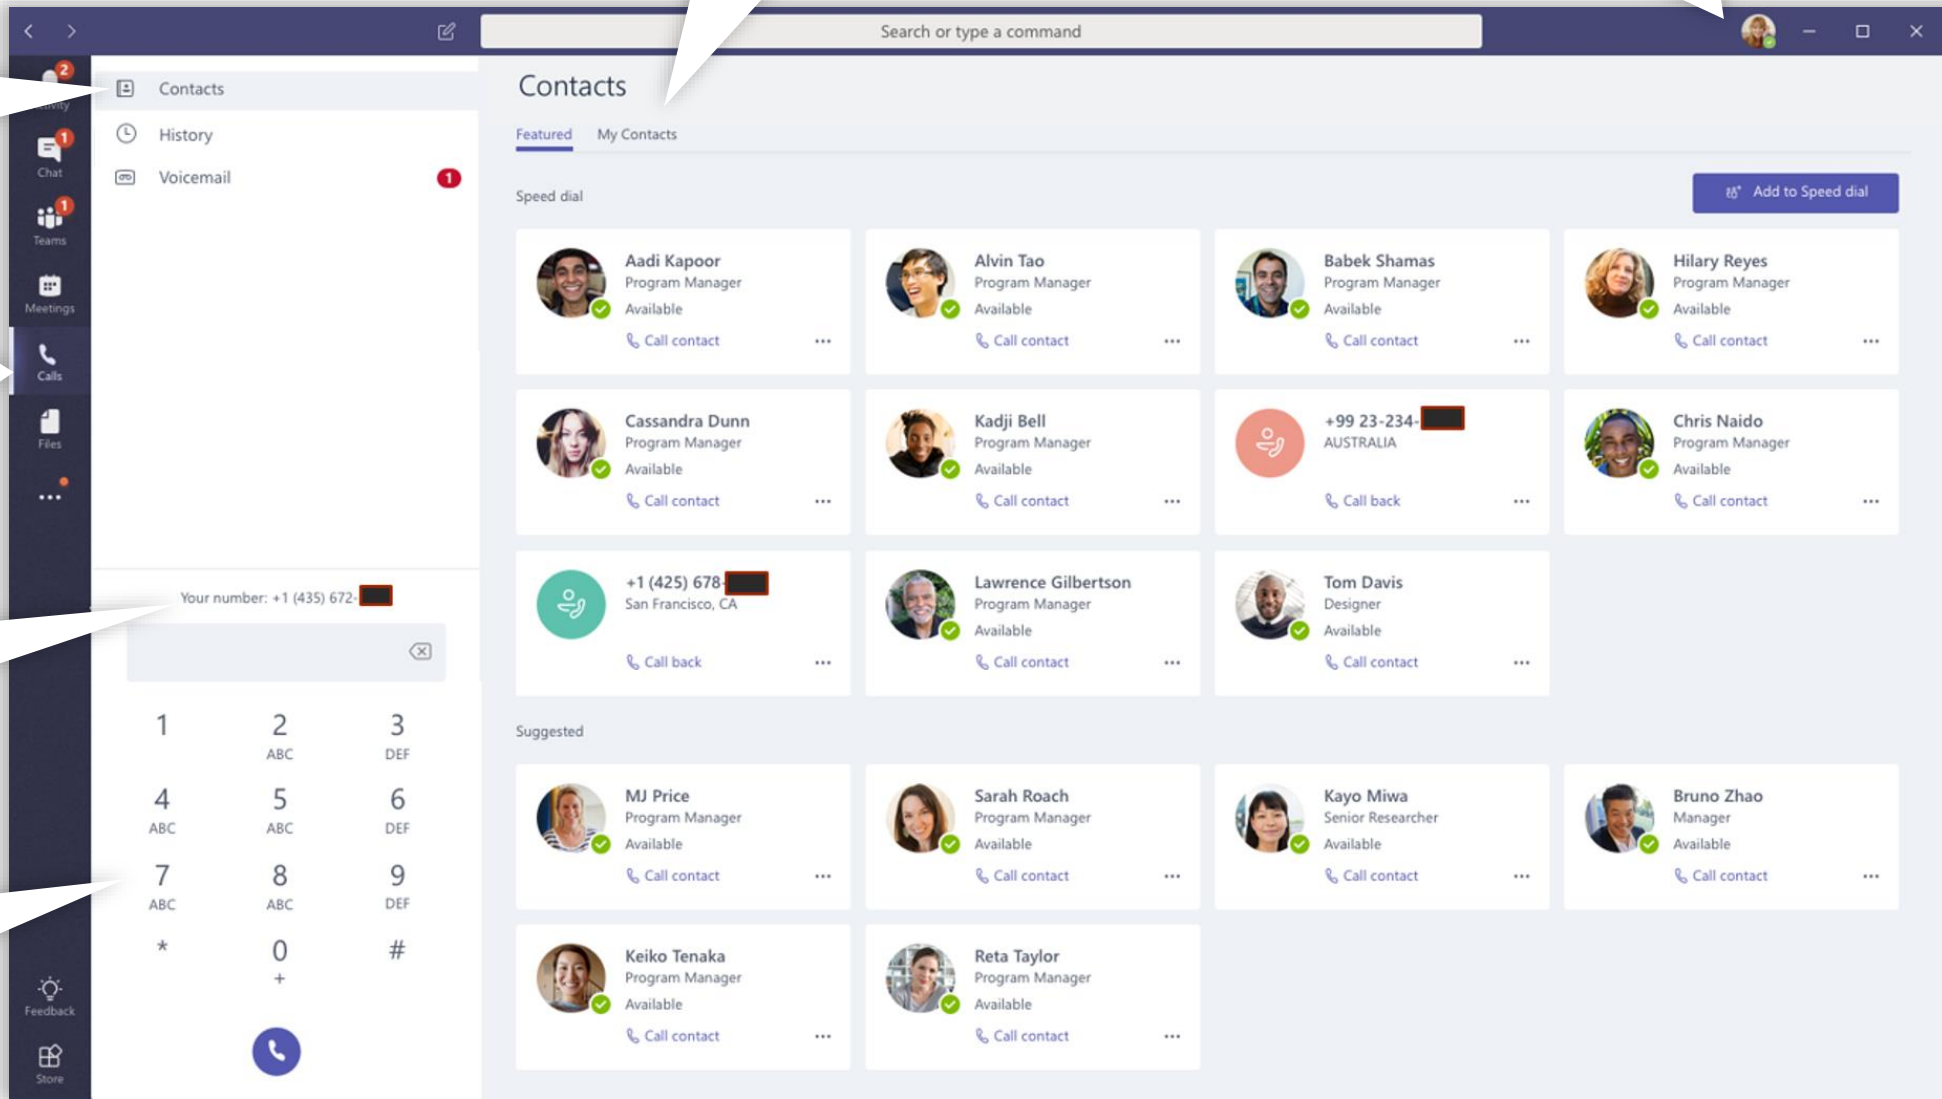 Search or type a command
2
1
Chat
1
Teams
Meetings
Calls
Files
Feedback
Store
Contacts
History
Voicemail
1
Your number: +1 (435) 672-
1
2
ABC
3
DEF
4
ABC
5
ABC
6
DEF
7
ABC
8
ABC
9
DEF
*
0
+
#
Contacts
Featured
My Contacts
Speed dial
Add to Speed dial
Aadi Kapoor
Program Manager
Available
Call contact
Alvin Tao
Program Manager
Available
Call contact
Babek Shamas
Program Manager
Available
Call contact
Hilary Reyes
Program Manager
Available
Call contact
Cassandra Dunn
Program Manager
Available
Call contact
Kadji Bell
Program Manager
Available
Call contact
+99 23-234-
AUSTRALIA
Call back
Chris Naido
Program Manager
Available
Call contact
+1 (425) 678-
San Francisco, CA
Call back
Lawrence Gilbertson
Program Manager
Available
Call contact
Tom Davis
Designer
Available
Call contact
Suggested
MJ Price
Program Manager
Available
Call contact
Sarah Roach
Program Manager
Available
Call contact
Kayo Miwa
Senior Researcher
Available
Call contact
Bruno Zhao
Manager
Available
Call contact
Keiko Tenaka
Program Manager
Available
Call contact
Reta Taylor
Program Manager
Available
Call contact